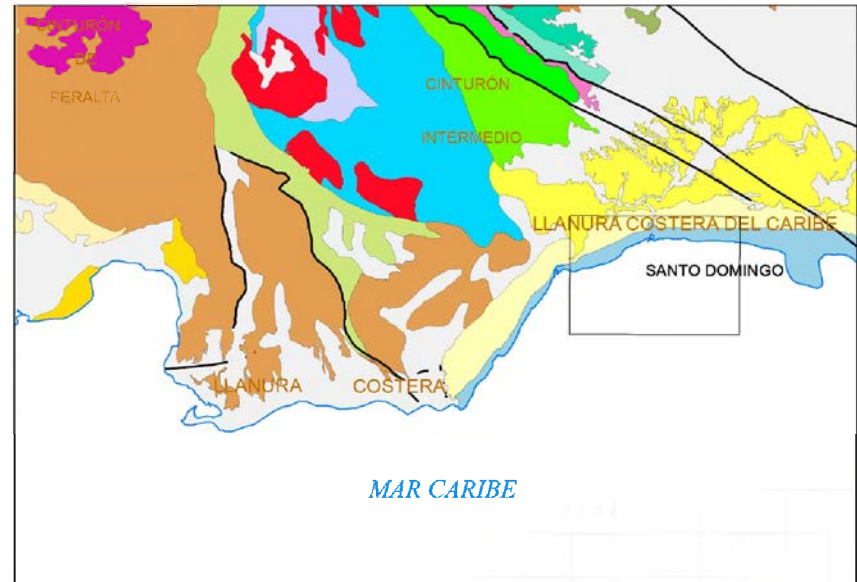 CINTURÓN
DE
PERALTA
CINTURÓN
INTERMEDIO
LLANURA COSTERA DEL CARIBE
SANTO DOMINGO
LLANURA COSTERA
MAR CARIBE